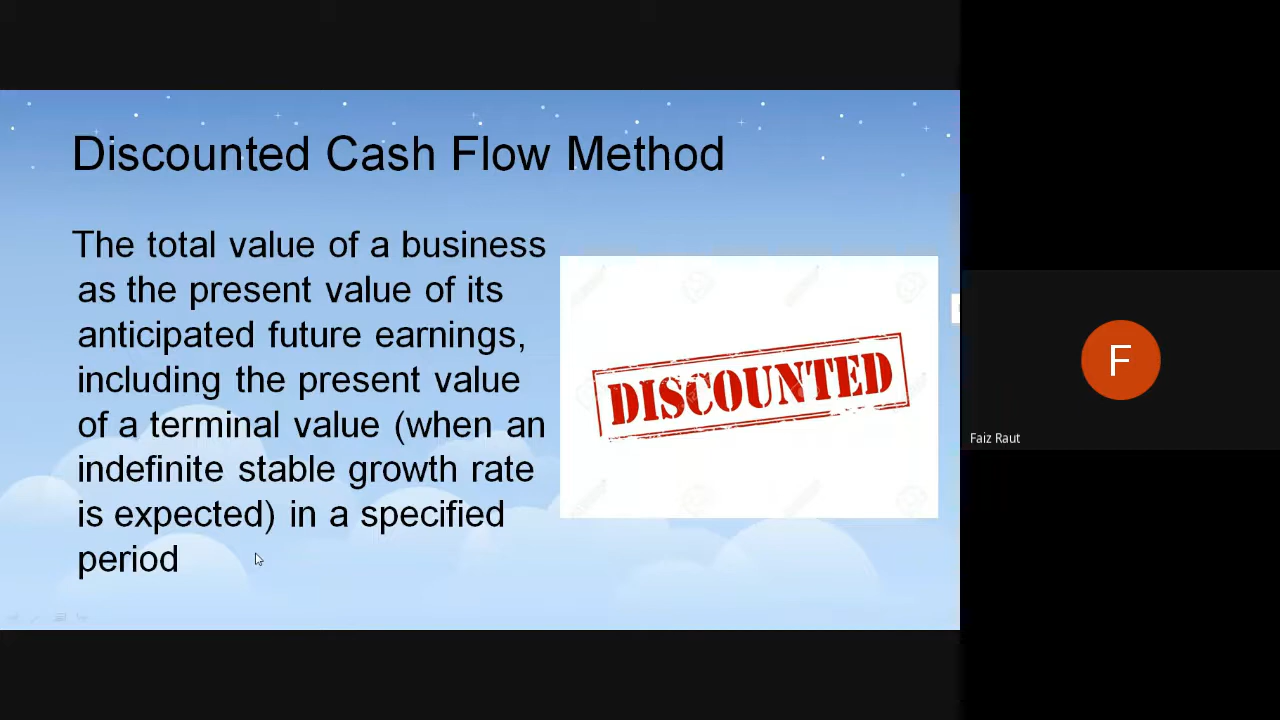 Discounted Cash Flow Method
The total value of a business
as the present value of its
anticipated future earnings,
including the present value
of a terminal value (when an
indefinite stable growth rate
is expected) in a specified
period
DISCOUNTED
F
Faiz Raut